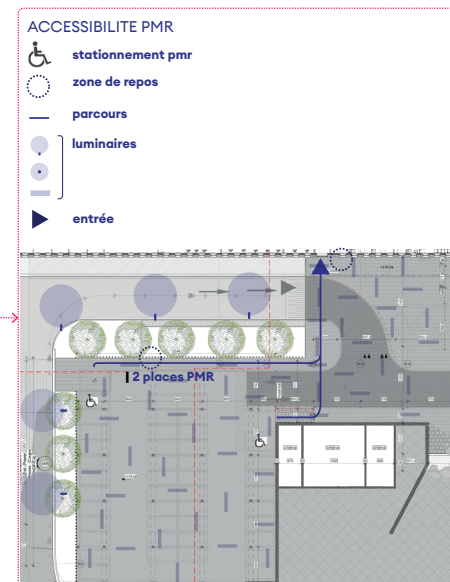 ACCESSIBILITE PMR
stationnement pmr
zone de repos
parcours
luminaires
entrée
2 places PMR